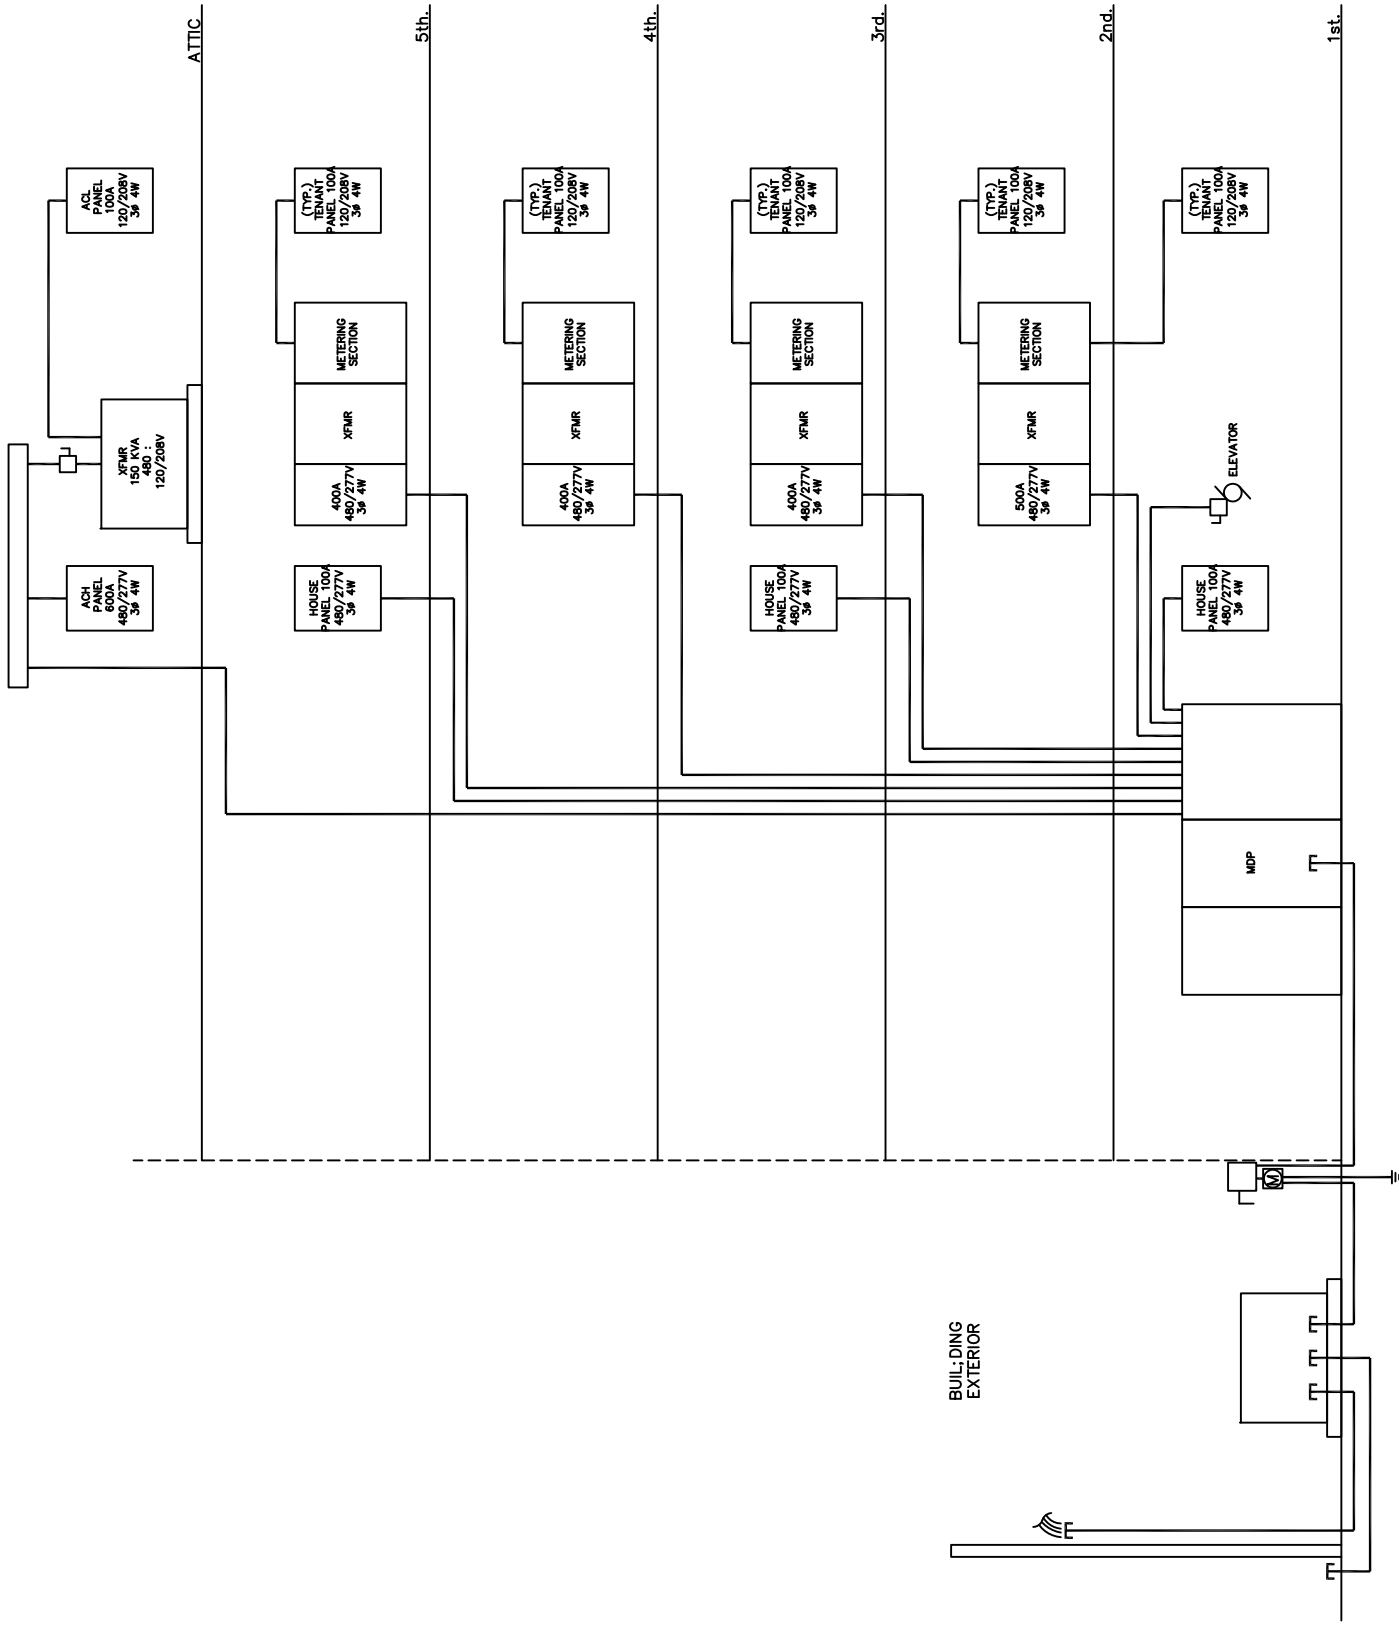 ATTIC
ACL
PANEL
100A
120/208V
3ø 4W
XFMR
150 KVA
480 :
120/208V
ACH
PANEL
600A
480/277V
3ø 4W
5th.
(TYP.)
TENANT
PANEL 100A
120/208V
3ø 4W
METERING
SECTION
XFMR
400A
480/277V
3ø 4W
HOUSE
PANEL 100A
480/277V
3ø 4W
4th.
(TYP.)
TENANT
PANEL 100A
120/208V
3ø 4W
METERING
SECTION
XFMR
400A
480/277V
3ø 4W
3rd.
(TYP.)
TENANT
PANEL 100A
120/208V
3ø 4W
METERING
SECTION
XFMR
400A
480/277V
3ø 4W
HOUSE
PANEL 100A
480/277V
3ø 4W
2nd.
(TYP.)
TENANT
PANEL 100A
120/208V
3ø 4W
METERING
SECTION
XFMR
500A
480/277V
3ø 4W
1st.
(TYP.)
TENANT
PANEL 100A
120/208V
3ø 4W
ELEVATOR
HOUSE
PANEL 100A
480/277V
3ø 4W
MDP
M
BUIL;DING
EXTERIOR